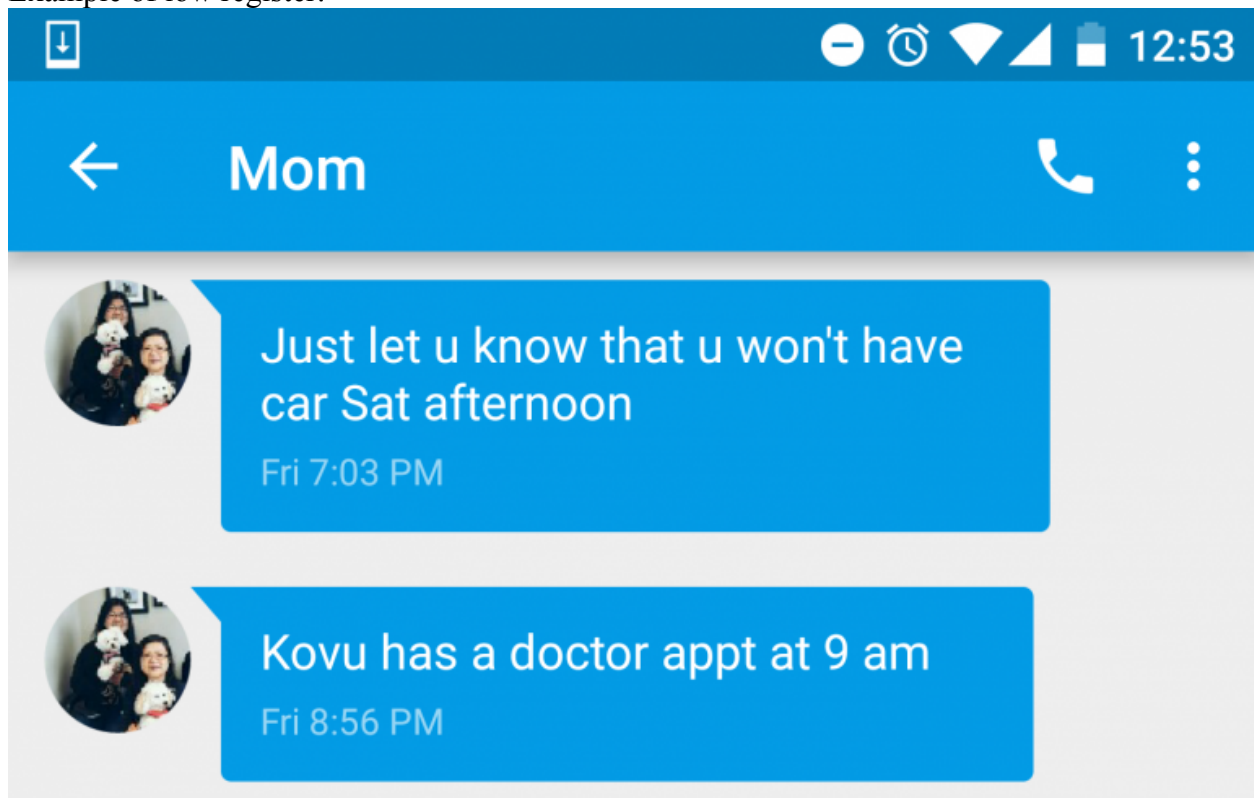 Example of low register:
12:53
Mom
Just let u know that u won't have
car Sat afternoon
Fri 7:03 PM
Kovu has a doctor appt at 9 am
Fri 8:56 PM